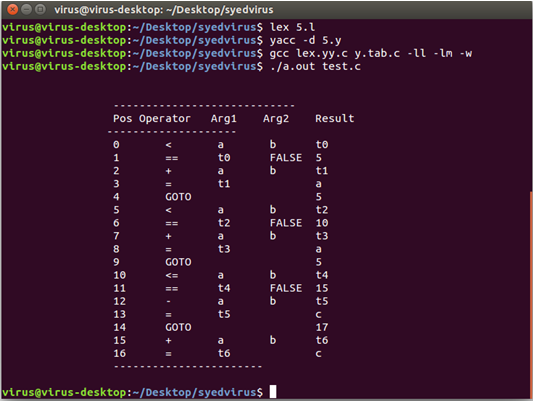 virus@virus-desktop: ~/Desktop/syedvirus
virus@virus-desktop:~/Desktop/syedvirus$ lex 5.l
virus@virus-desktop:~/Desktop/syedvirus$ yacc -d 5.y
virus@virus-desktop:~/Desktop/syedvirus$ gcc lex.yy.c y.tab.c -ll -lm -w
virus@virus-desktop:~/Desktop/syedvirus$ ./a.out test.c
----------------------------
Pos Operator Arg1 Arg2 Result
--------------------
0 < a b t0
1 == t0 FALSE 5
2 + a b t1
3 = t1 a
4 GOTO 5
5 < a b t2
6 == t2 FALSE 10
7 + a b t3
8 = t3 a
9 GOTO 5
10 <= a b t4
11 == t4 FALSE 15
12 - a b t5
13 = t5 c
14 GOTO 17
15 + a b t6
16 = t6 c
-----------------------
virus@virus-desktop:~/Desktop/syedvirus$